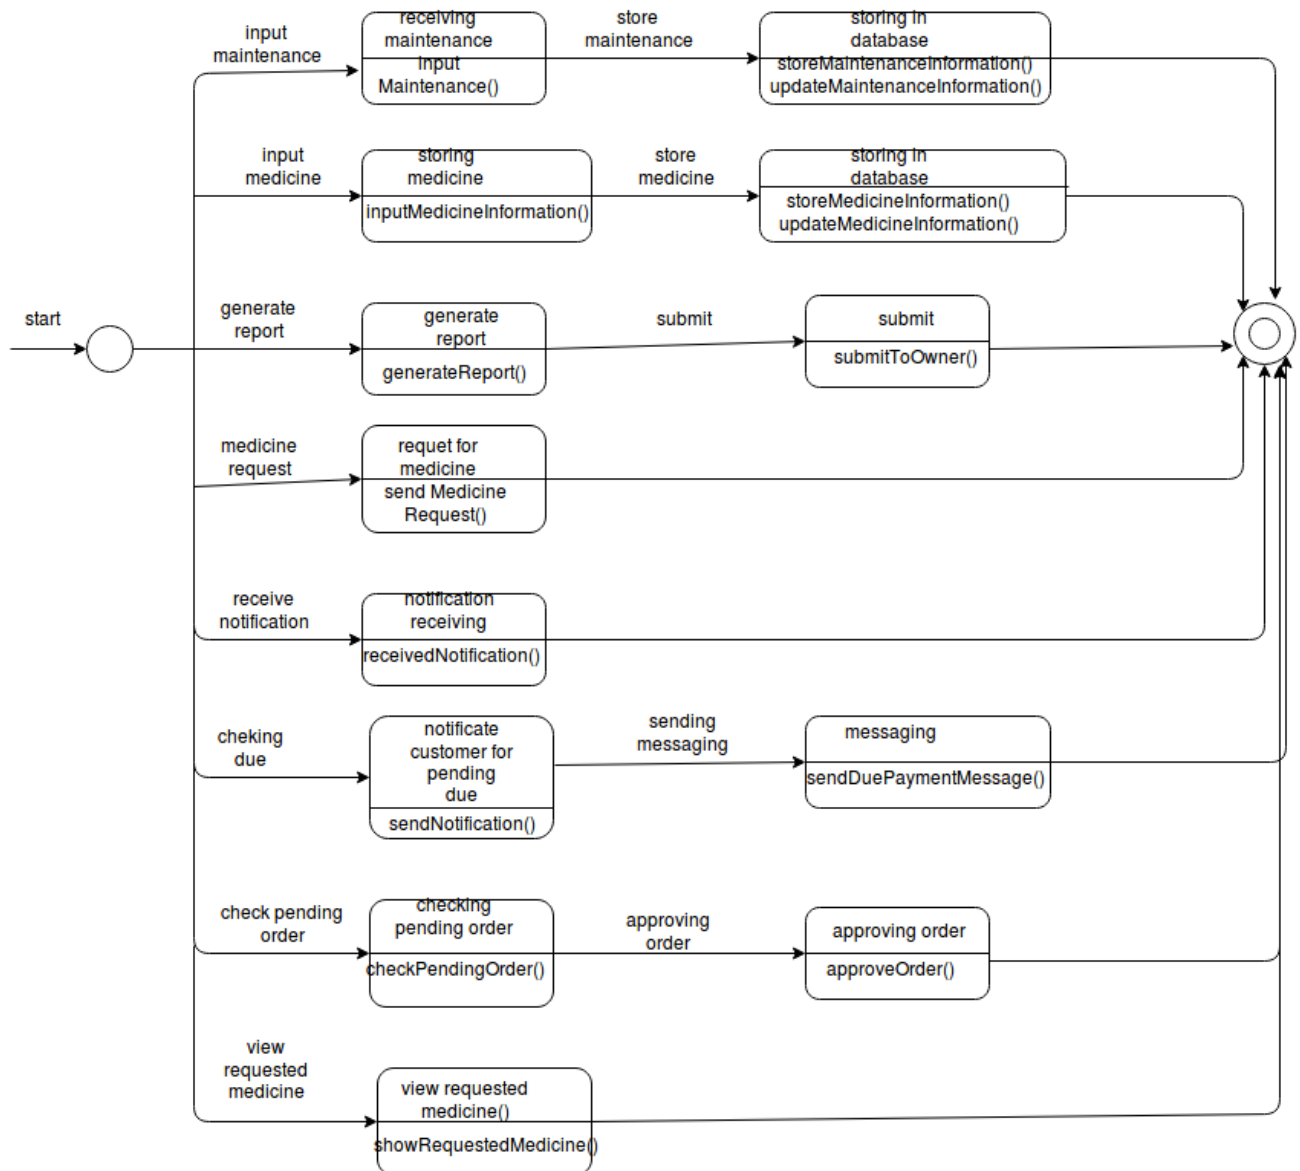 input
maintenance
receiving
maintenance
input
Maintenance()
store
maintenance
storing in
database
storeMaintenanceInformation()
updateMaintenanceInformation()
input
medicine
storing
medicine
inputMedicineInformation()
store
medicine
storing in
database
storeMedicineInformation()
updateMedicineInformation()
start
generate
report
generate
report
generateReport()
submit
submit
submitToOwner()
medicine
request
requet for
medicine
send Medicine
Request()
receive
notification
notification
receiving
receivedNotification()
cheking
due
notificate
customer for
pending
due
sendNotification()
sending
messaging
messaging
sendDuePaymentMessage()
check pending
order
checking
pending order
checkPendingOrder()
approving
order
approving order
approveOrder()
view
requested
medicine
view requested
medicine()
showRequestedMedicine()